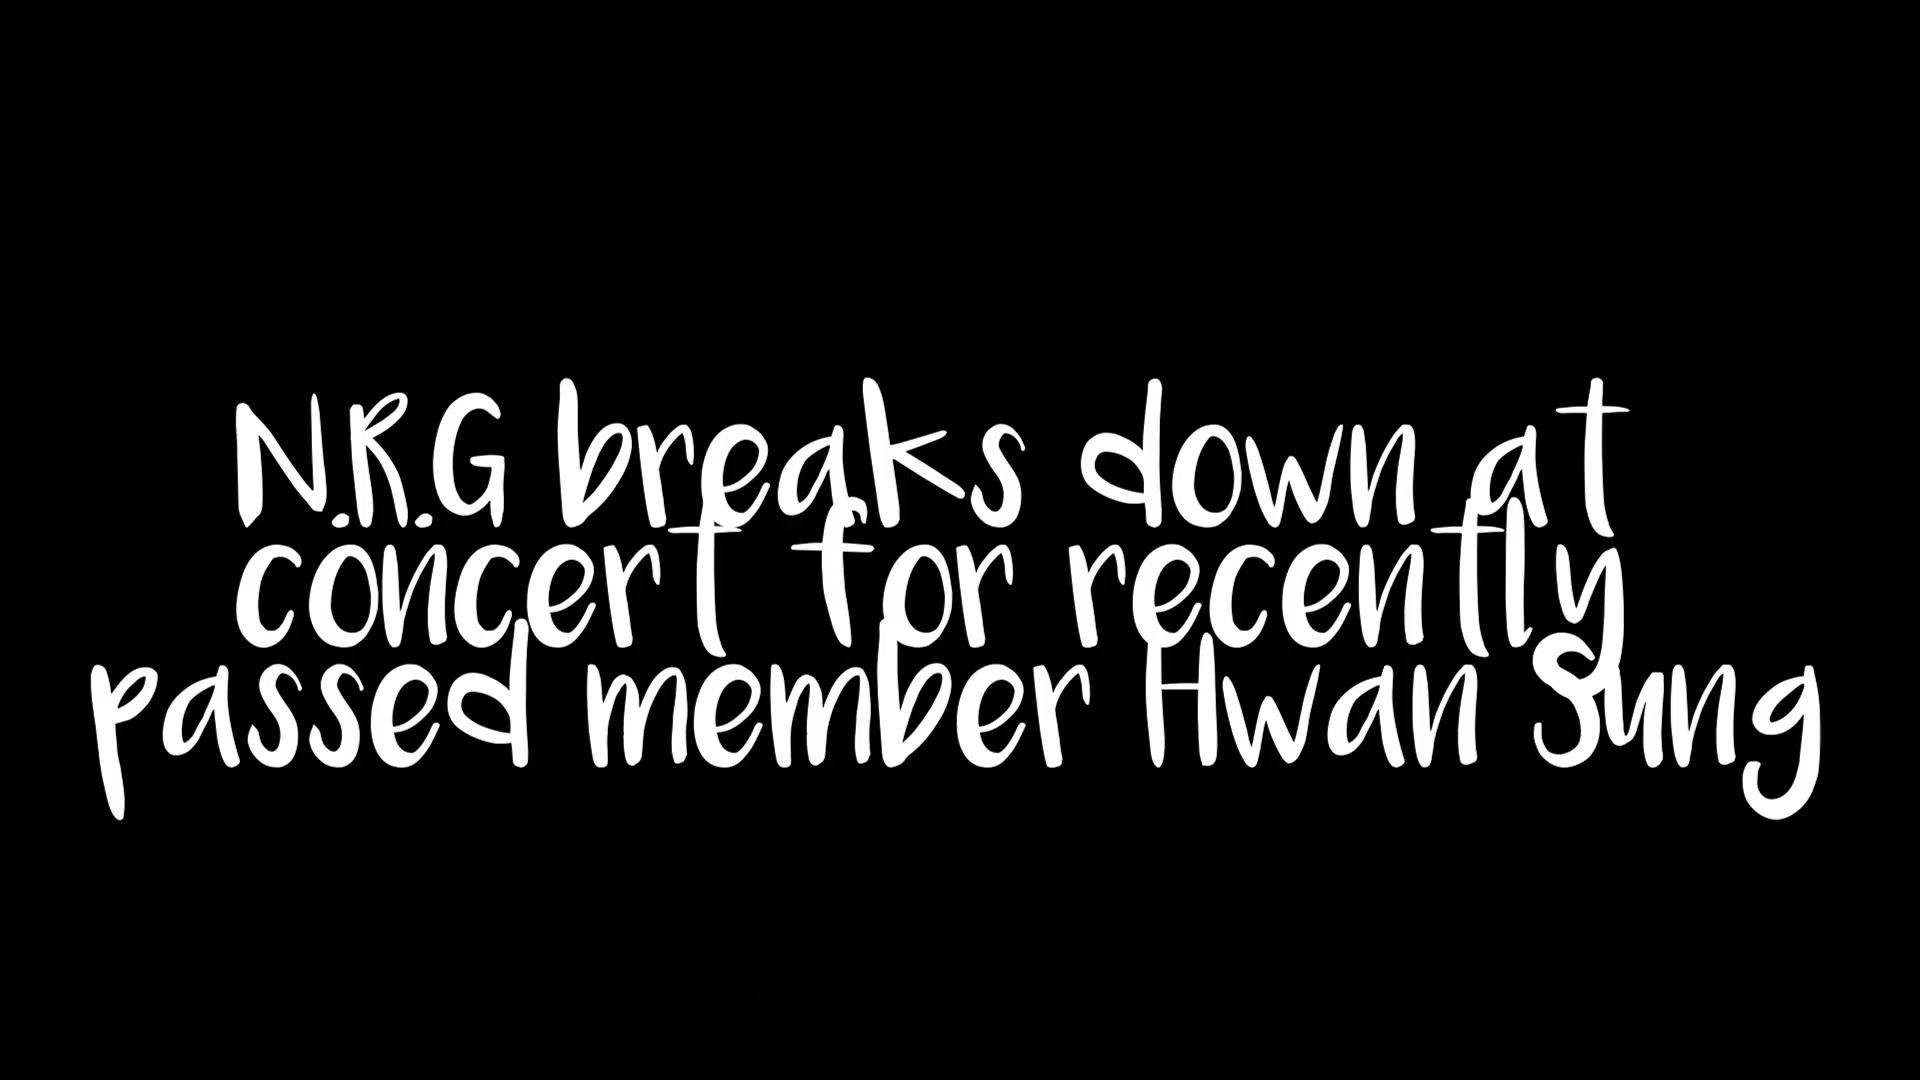 N.R.G breaks down at
concert for recently
passed member Hwan Sung